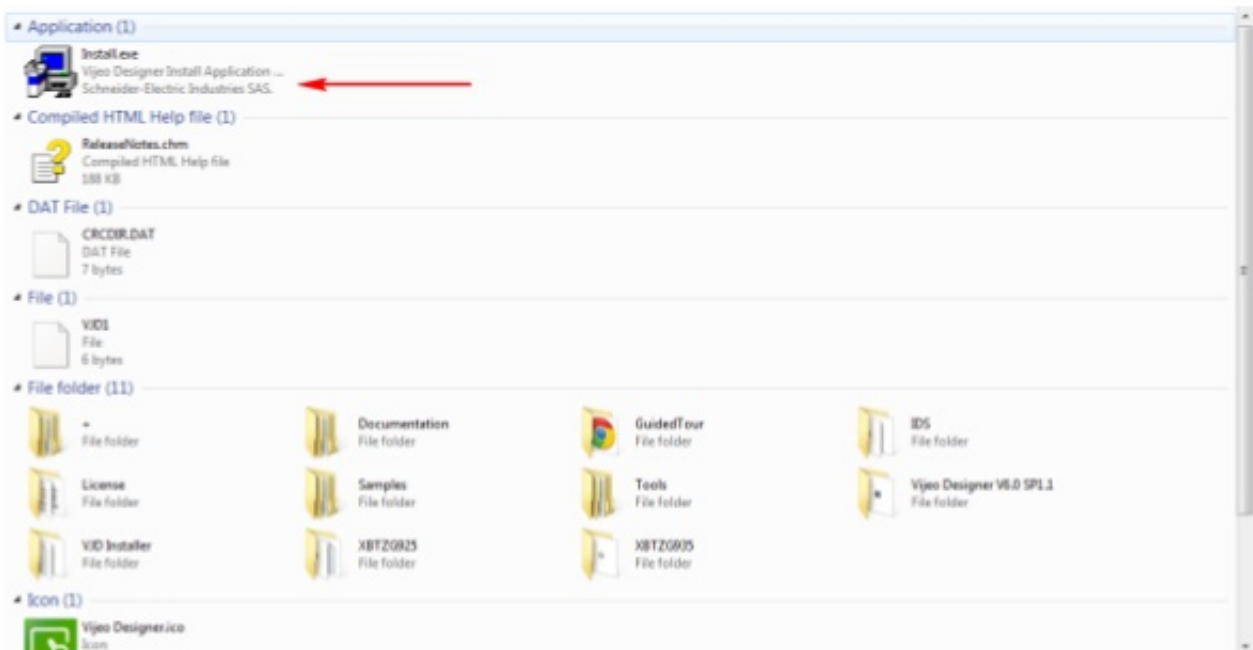 Application (1)
Install.exe
Vijeo Designer Install Application ...
Schneider-Electric Industries SAS.
Compiled HTML Help file (1)
ReleaseNotes.chm
Compiled HTML Help file
188 KB
DAT File (1)
CRCDIR.DAT
DAT File
7 bytes
File (1)
VJD1
File
6 bytes
File folder (11)
File folder
Documentation
File folder
GuidedTour
File folder
IDS
File folder
License
File folder
Samples
File folder
Tools
File folder
Vijeo Designer V6.0 SP1.1
File folder
VJD Installer
File folder
XBTZG925
File folder
XBTZG935
File folder
Icon (1)
Vijeo Designer.ico
Icon